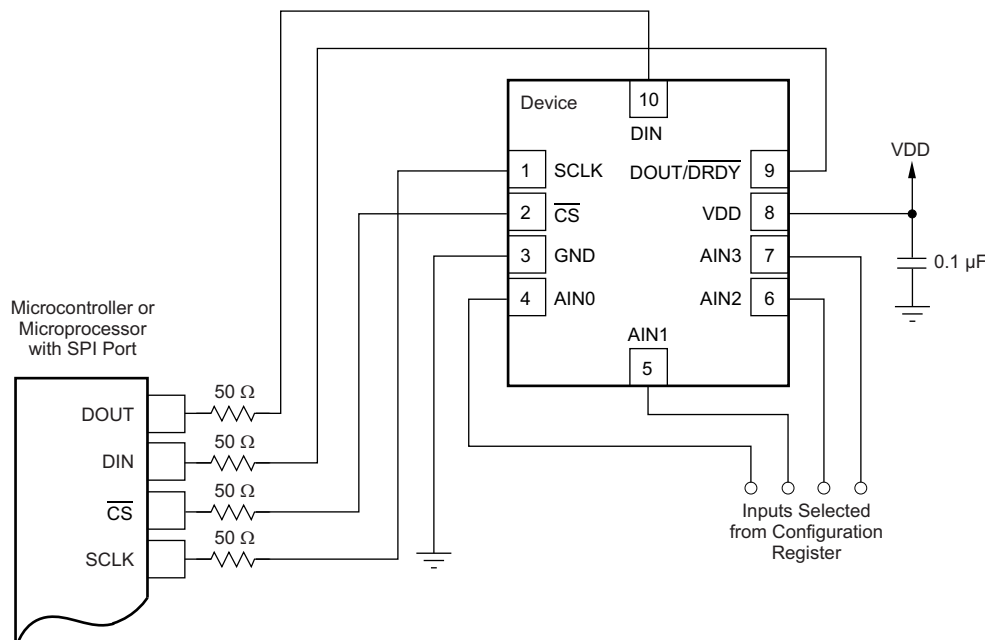 Device
10
DIN
1 SCLK
DOUT/DRDY 9
VDD
2 CS
VDD 8
3 GND
AIN3 7
0.1 µF
4 AIN0
AIN2 6
AIN1
5
Microcontroller or
Microprocessor
with SPI Port
50 Ω
DOUT
50 Ω
DIN
50 Ω
CS
50 Ω
SCLK
Inputs Selected
from Configuration
Register